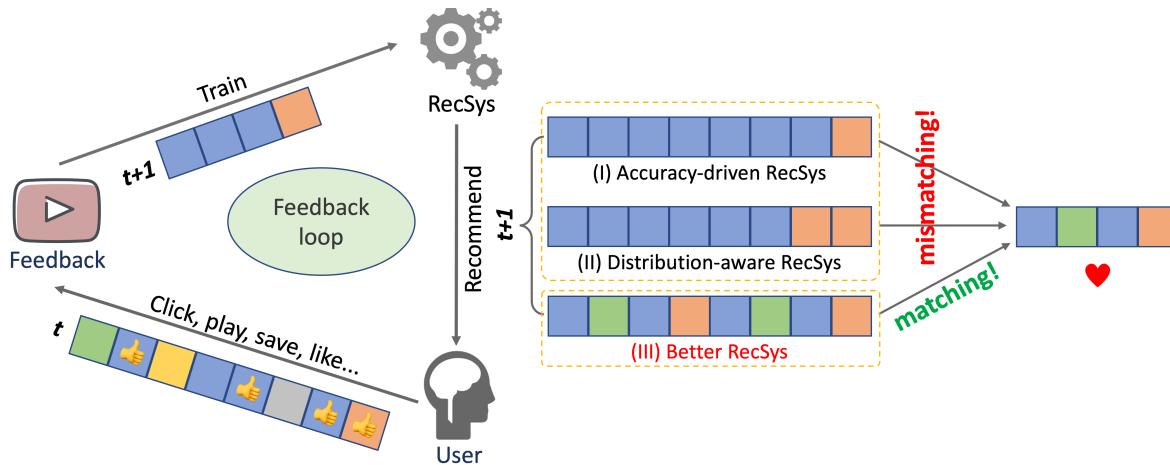 Train
t+1
RecSys
Feedback
loop
Feedback
Recommend
Click, play, save, like...
t
User
t+1
(I) Accuracy-driven RecSys
(II) Distribution-aware RecSys
(III) Better RecSys
mismatching!
matching!